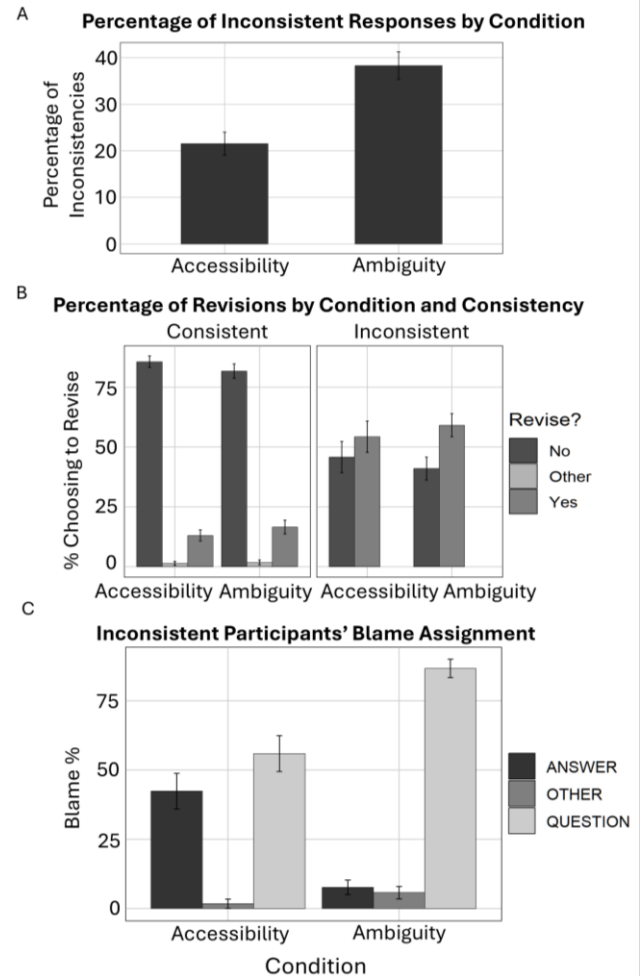 A
Percentage of Inconsistent Responses by Condition
Percentage of
Inconsistencies
40
30
20
10
0
Accessibility Ambiguity
B
Percentage of Revisions by Condition and Consistency
Consistent Inconsistent
% Choosing to Revise
75
50
25
0
Revise?
No
Other
Yes
Accessibility Ambiguity Accessibility Ambiguity
C
Inconsistent Participants’ Blame Assignment
Blame %
75
50
25
0
ANSWER
OTHER
QUESTION
Accessibility Ambiguity
Condition